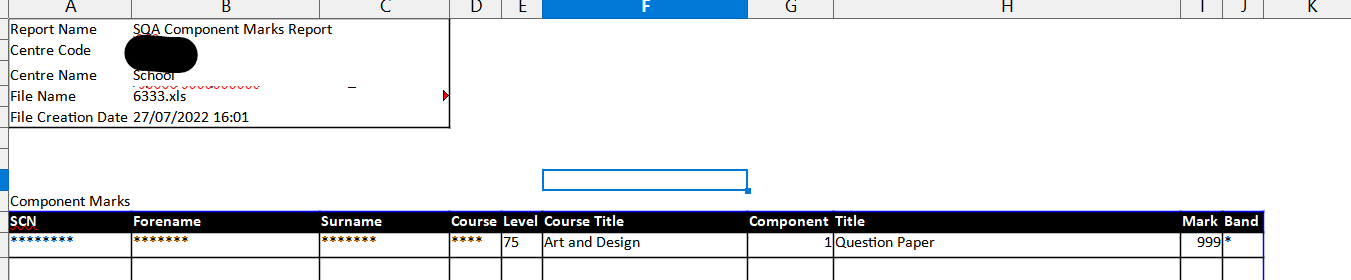 A B C D E F G H I J K
Report Name SQA Component Marks Report
Centre Code
Centre Name School
File Name 6333.xls
File Creation Date 27/07/2022 16:01
Component Marks
SCN Forename Surname Course Level Course Title Component Title Mark Band
******** ******* ******* **** 75 Art and Design 1 Question Paper 999 *